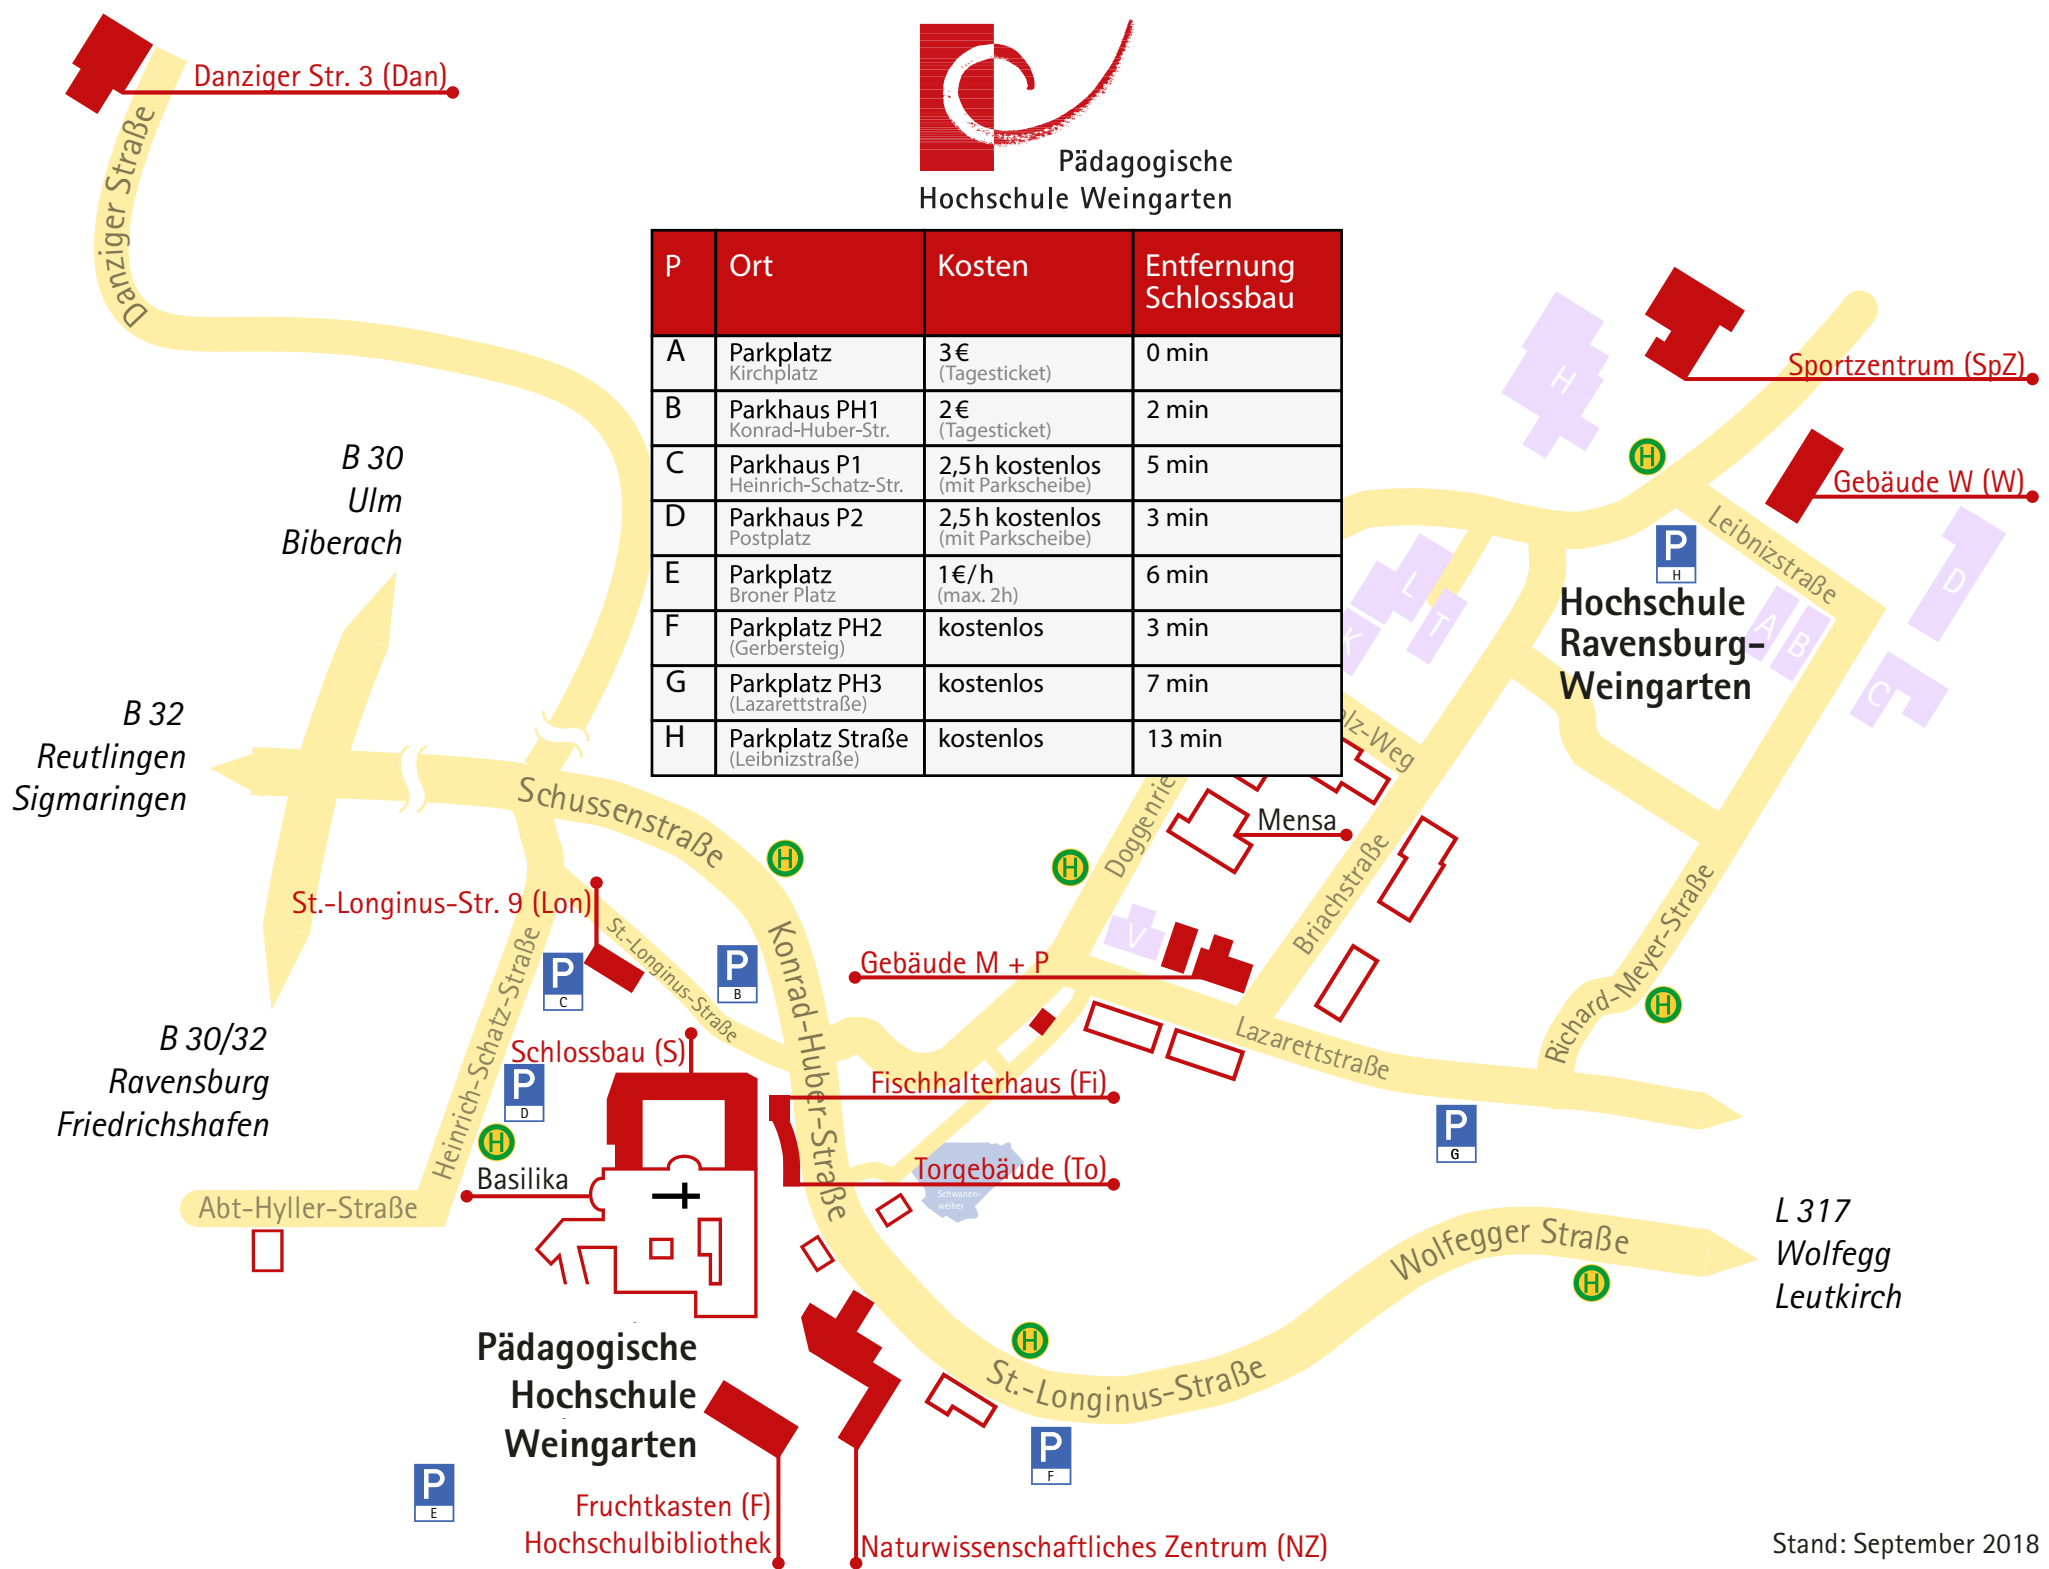 Danziger Str. 3 (Dan)
Danziger Straße
Pädagogische
Hochschule Weingarten
P Ort Kosten Entfernung
Schlossbau
A Parkplatz 3 € 0 min
Kirchplatz (Tagesticket)
B Parkhaus PH1 2 € 2 min
Konrad-Huber-Str. (Tagesticket)
C Parkhaus P1 2,5 h kostenlos 5 min
Heinrich-Schatz-Str. (mit Parkscheibe)
D Parkhaus P2 2,5 h kostenlos 3 min
Postplatz (mit Parkscheibe)
E Parkplatz 1 €/h 6 min
Broner Platz (max. 2h)
F Parkplatz PH2 kostenlos 3 min
(Gerbersteig)
G Parkplatz PH3 kostenlos 7 min
(Lazarettstraße)
H Parkplatz Straße kostenlos 13 min
(Leibnizstraße)
Sportzentrum (SpZ)
H
H
Gebäude W (W)
Leibnizstraße
P
H
D
L
T
K
A
B
C
Hochschule
Ravensburg-
Weingarten
B 30
Ulm
Biberach
B 32
Reutlingen
Sigmaringen
B 30/32
Ravensburg
Friedrichshafen
Schussenstraße
H
H
Doggenrie
lz-Weg
Mensa
Briachstraße
Richard-Meyer-Straße
H
St.-Longinus-Str. 9 (Lon)
St.-Longinus-Straße
Heinrich-Schatz-Straße
P
C
P
B
Konrad-Huber-Straße
V
Gebäude M + P
Lazarettstraße
Schlossbau (S)
P
D
H
Fischhalterhaus (Fi)
Torgebäude (To)
Schwanen-
weiher
P
G
Basilika
Abt-Hyller-Straße
Wolfegger Straße
H
L 317
Wolfegg
Leutkirch
H
St.-Longinus-Straße
Pädagogische
Hochschule
Weingarten
P
E
P
F
Fruchtkasten (F)
Hochschulbibliothek
Naturwissenschaftliches Zentrum (NZ)
Stand: September 2018